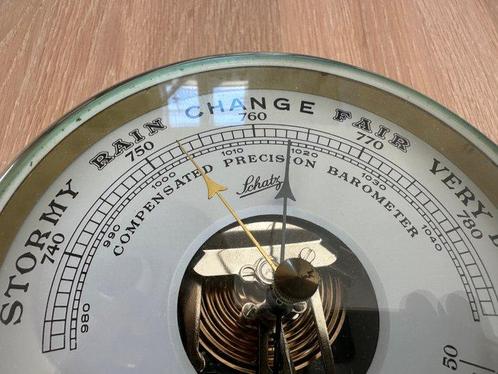 STORMY RAIN CHANGE FAIR VERY
740 750 760 770 780
980 990 1000 1010 1020 1030 1040
COMPENSATED PRECISION BAROMETER
Schatz
50